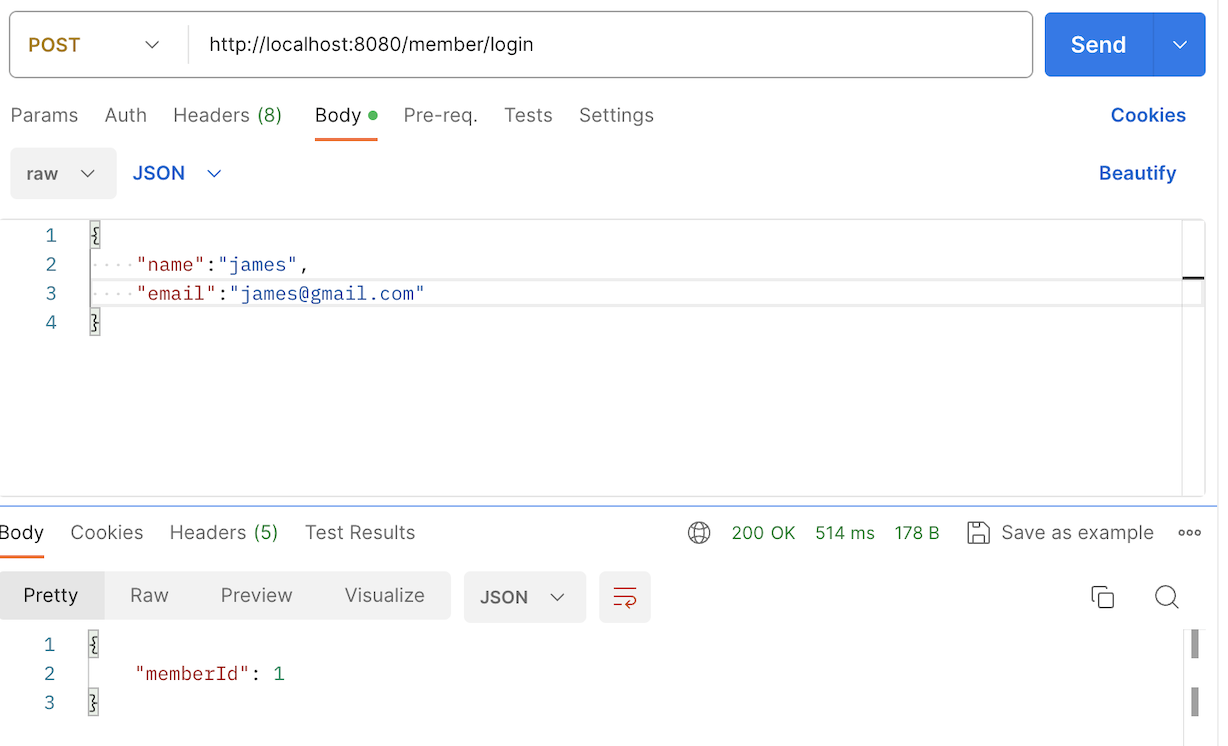 POST http://localhost:8080/member/login Send
Params Auth Headers (8) Body Pre-req. Tests Settings Cookies
raw JSON Beautify
1 {
2 "name":"james",
3 "email":"james@gmail.com"
4 }
Body Cookies Headers (5) Test Results 200 OK 514 ms 178 B Save as example
Pretty Raw Preview Visualize JSON
1 {
2 "memberId": 1
3 }